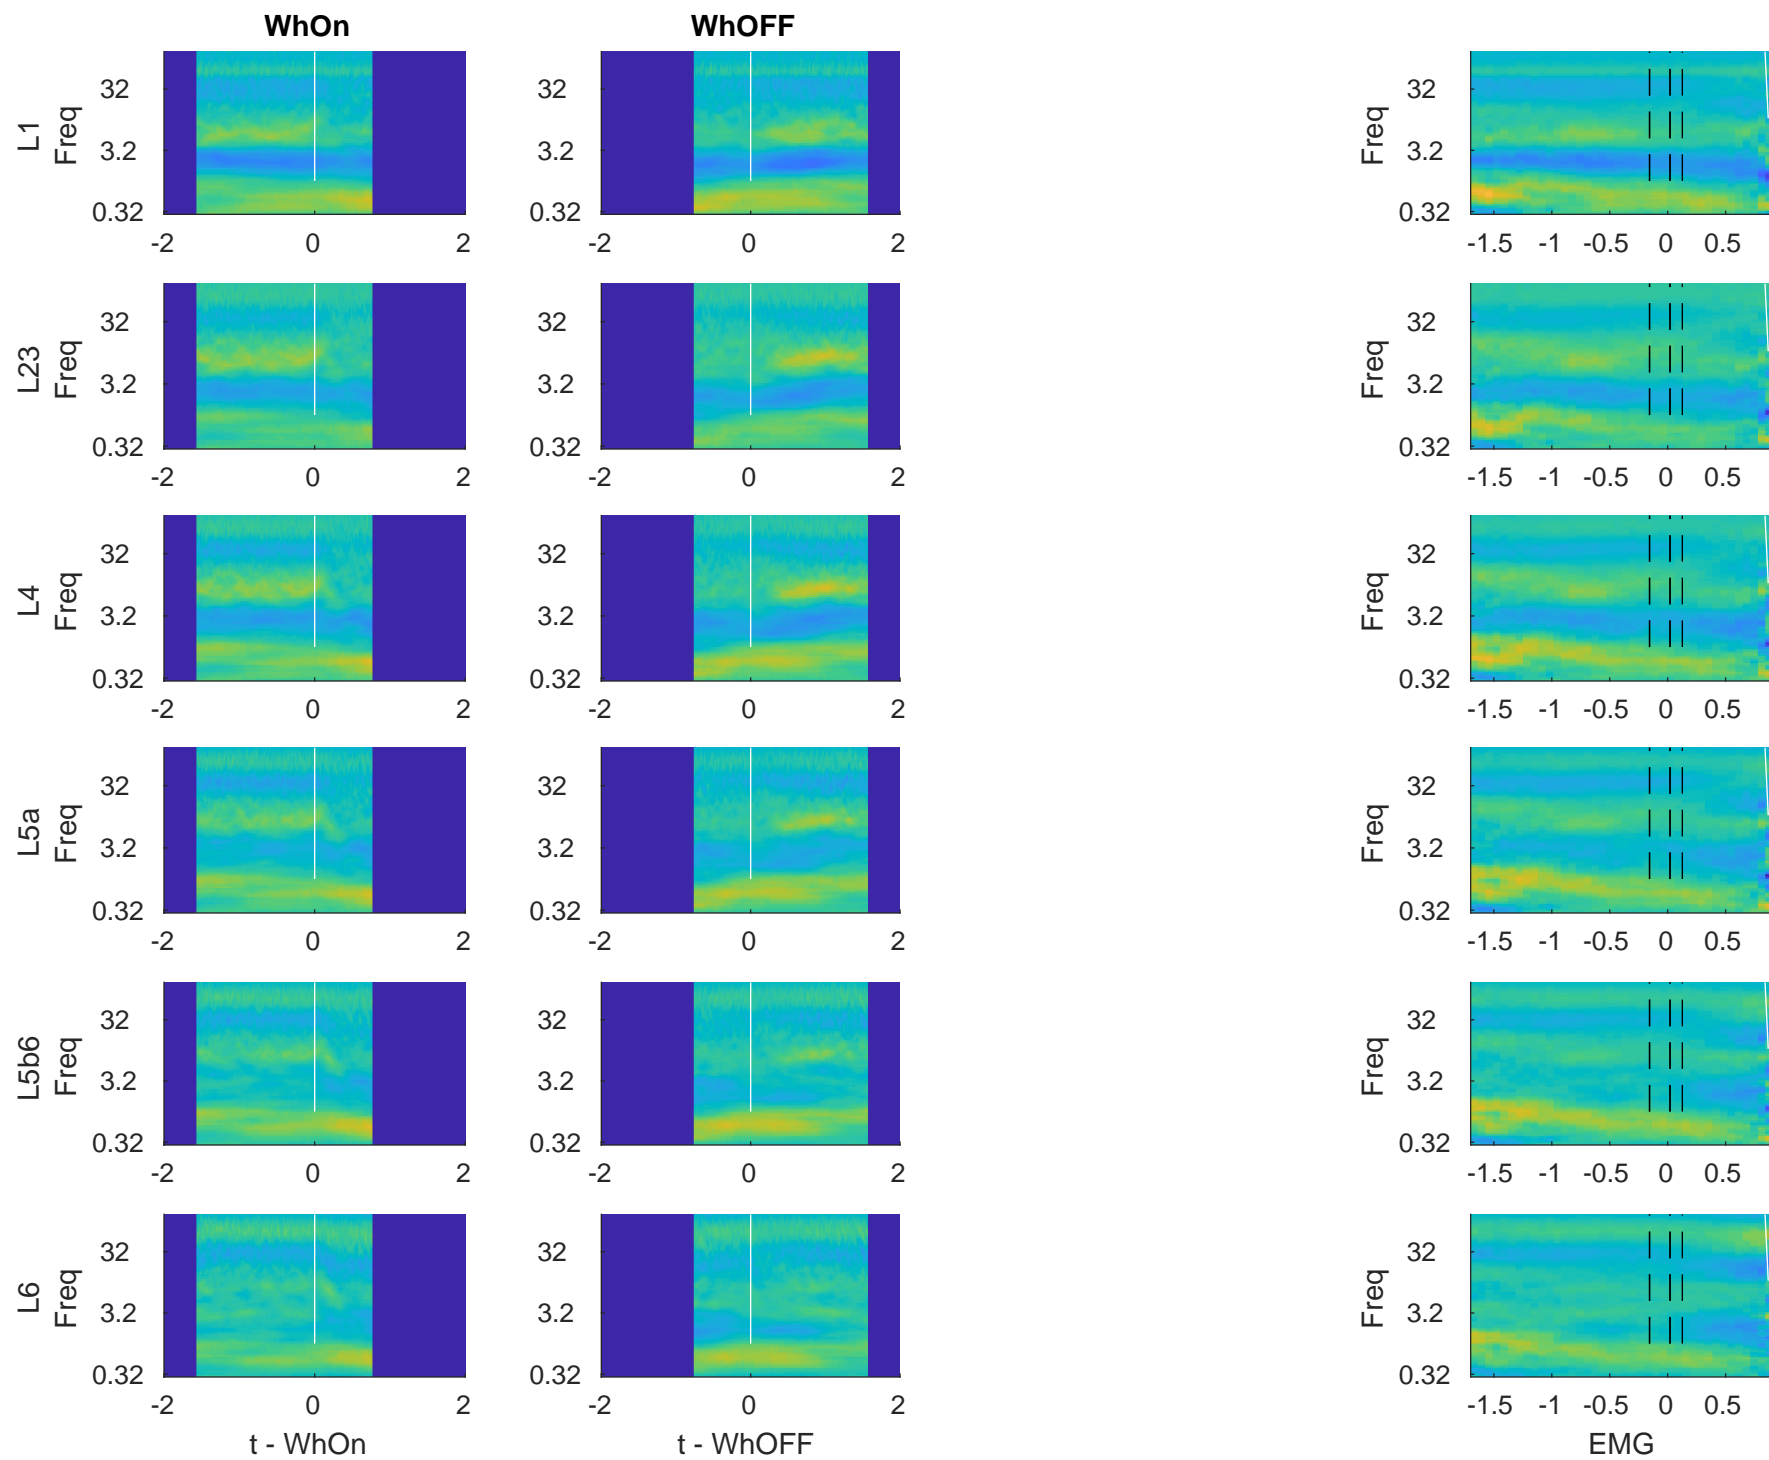 WhOn WhOFF
L1 Freq 32 3.2 0.32 -2 0 2
32 3.2 0.32 -2 0 2
Freq 32 3.2 0.32 -1.5 -1 -0.5 0 0.5
L23 Freq 32 3.2 0.32 -2 0 2
32 3.2 0.32 -2 0 2
Freq 32 3.2 0.32 -1.5 -1 -0.5 0 0.5
L4 Freq 32 3.2 0.32 -2 0 2
32 3.2 0.32 -2 0 2
Freq 32 3.2 0.32 -1.5 -1 -0.5 0 0.5
L5a Freq 32 3.2 0.32 -2 0 2
32 3.2 0.32 -2 0 2
Freq 32 3.2 0.32 -1.5 -1 -0.5 0 0.5
L5b6 Freq 32 3.2 0.32 -2 0 2
32 3.2 0.32 -2 0 2
Freq 32 3.2 0.32 -1.5 -1 -0.5 0 0.5
L6 Freq 32 3.2 0.32 -2 0 2
32 3.2 0.32 -2 0 2
Freq 32 3.2 0.32 -1.5 -1 -0.5 0 0.5
t - WhOn t - WhOFF EMG